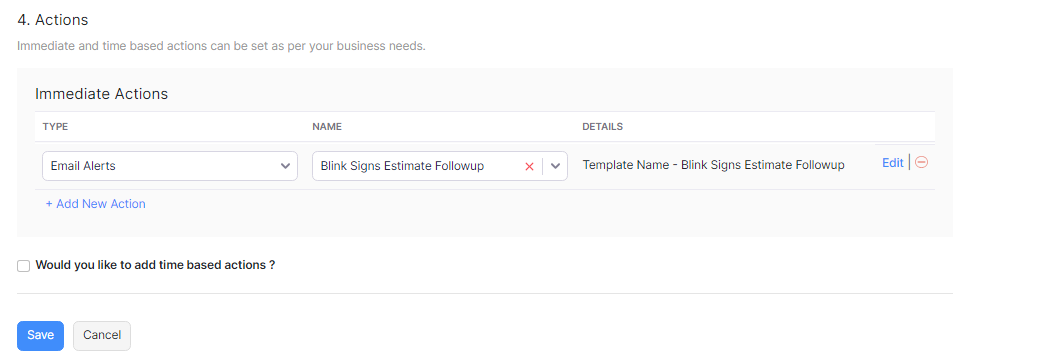 4. Actions
Immediate and time based actions can be set as per your business needs.
Immediate Actions
TYPE NAME DETAILS
Email Alerts Blink Signs Estimate Followup Template Name - Blink Signs Estimate Followup Edit
+ Add New Action
Would you like to add time based actions ?
Save Cancel